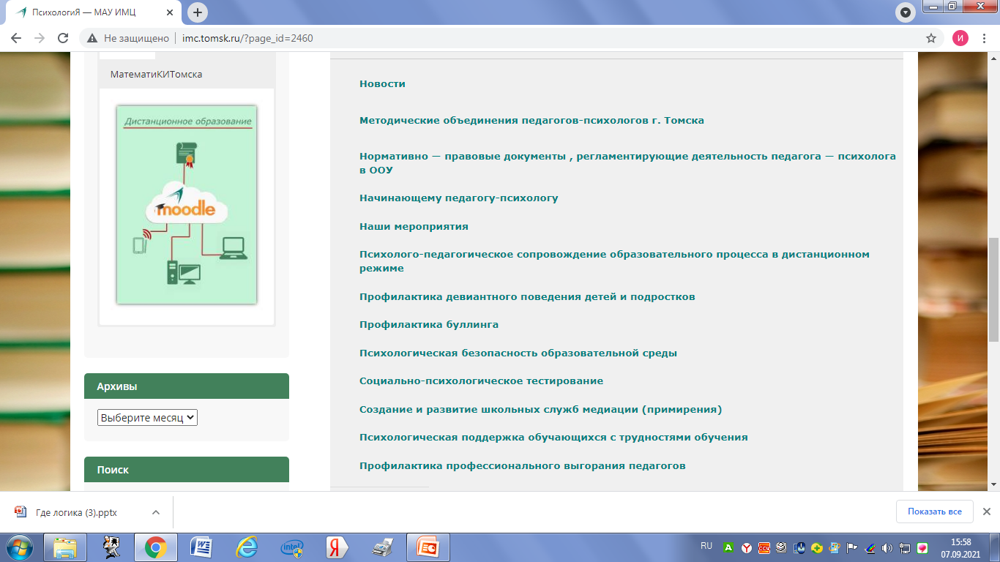 ПсихологиЯ — МАУ ИМЦ
Не защищено
imc.tomsk.ru/?page_id=2460
И
МатематиКИТомска
Дистанционное образование
moodle
Архивы
Выберите месяц
Поиск
Новости
Методические объединения педагогов-психологов г. Томска
Нормативно — правовые документы , регламентирующие деятельность педагога — психолога
в ООУ
Начинающему педагогу-психологу
Наши мероприятия
Психолого-педагогическое сопровождение образовательного процесса в дистанционном
режиме
Профилактика девиантного поведения детей и подростков
Профилактика буллинга
Психологическая безопасность образовательной среды
Социально-психологическое тестирование
Создание и развитие школьных служб медиации (примирения)
Психологическая поддержка обучающихся с трудностями обучения
Профилактика профессионального выгорания педагогов
Где логика (3).pptx
Показать все
intel
Я
RU
15:58
07.09.2021